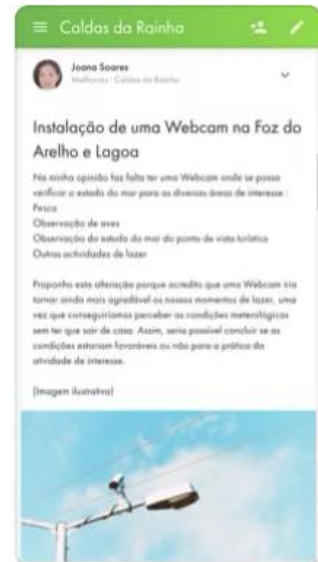 Caldas da Rainha
Joana Soares
Melhorias · Caldas da Rainha
Instalação de uma Webcam na Foz do
Arelho e Lagoa
Na minha opinião faz falta ter uma Webcam onde se possa
verificar o estado do mar para as diversas áreas de interesse :
Pesca
Observação de aves
Observação do estado do mar do ponto de vista turístico
Outras actividades de lazer
Proponho esta alteração porque acredito que uma Webcam iria
tornar ainda mais agradável os nossos momentos de lazer, uma
vez que conseguiríamos perceber as condições meterológicas
sem ter que sair de casa. Assim, seria possível concluir se as
condições estariam favoráveis ou não para a prática da
atividade de interesse.
(Imagem ilustrativa)